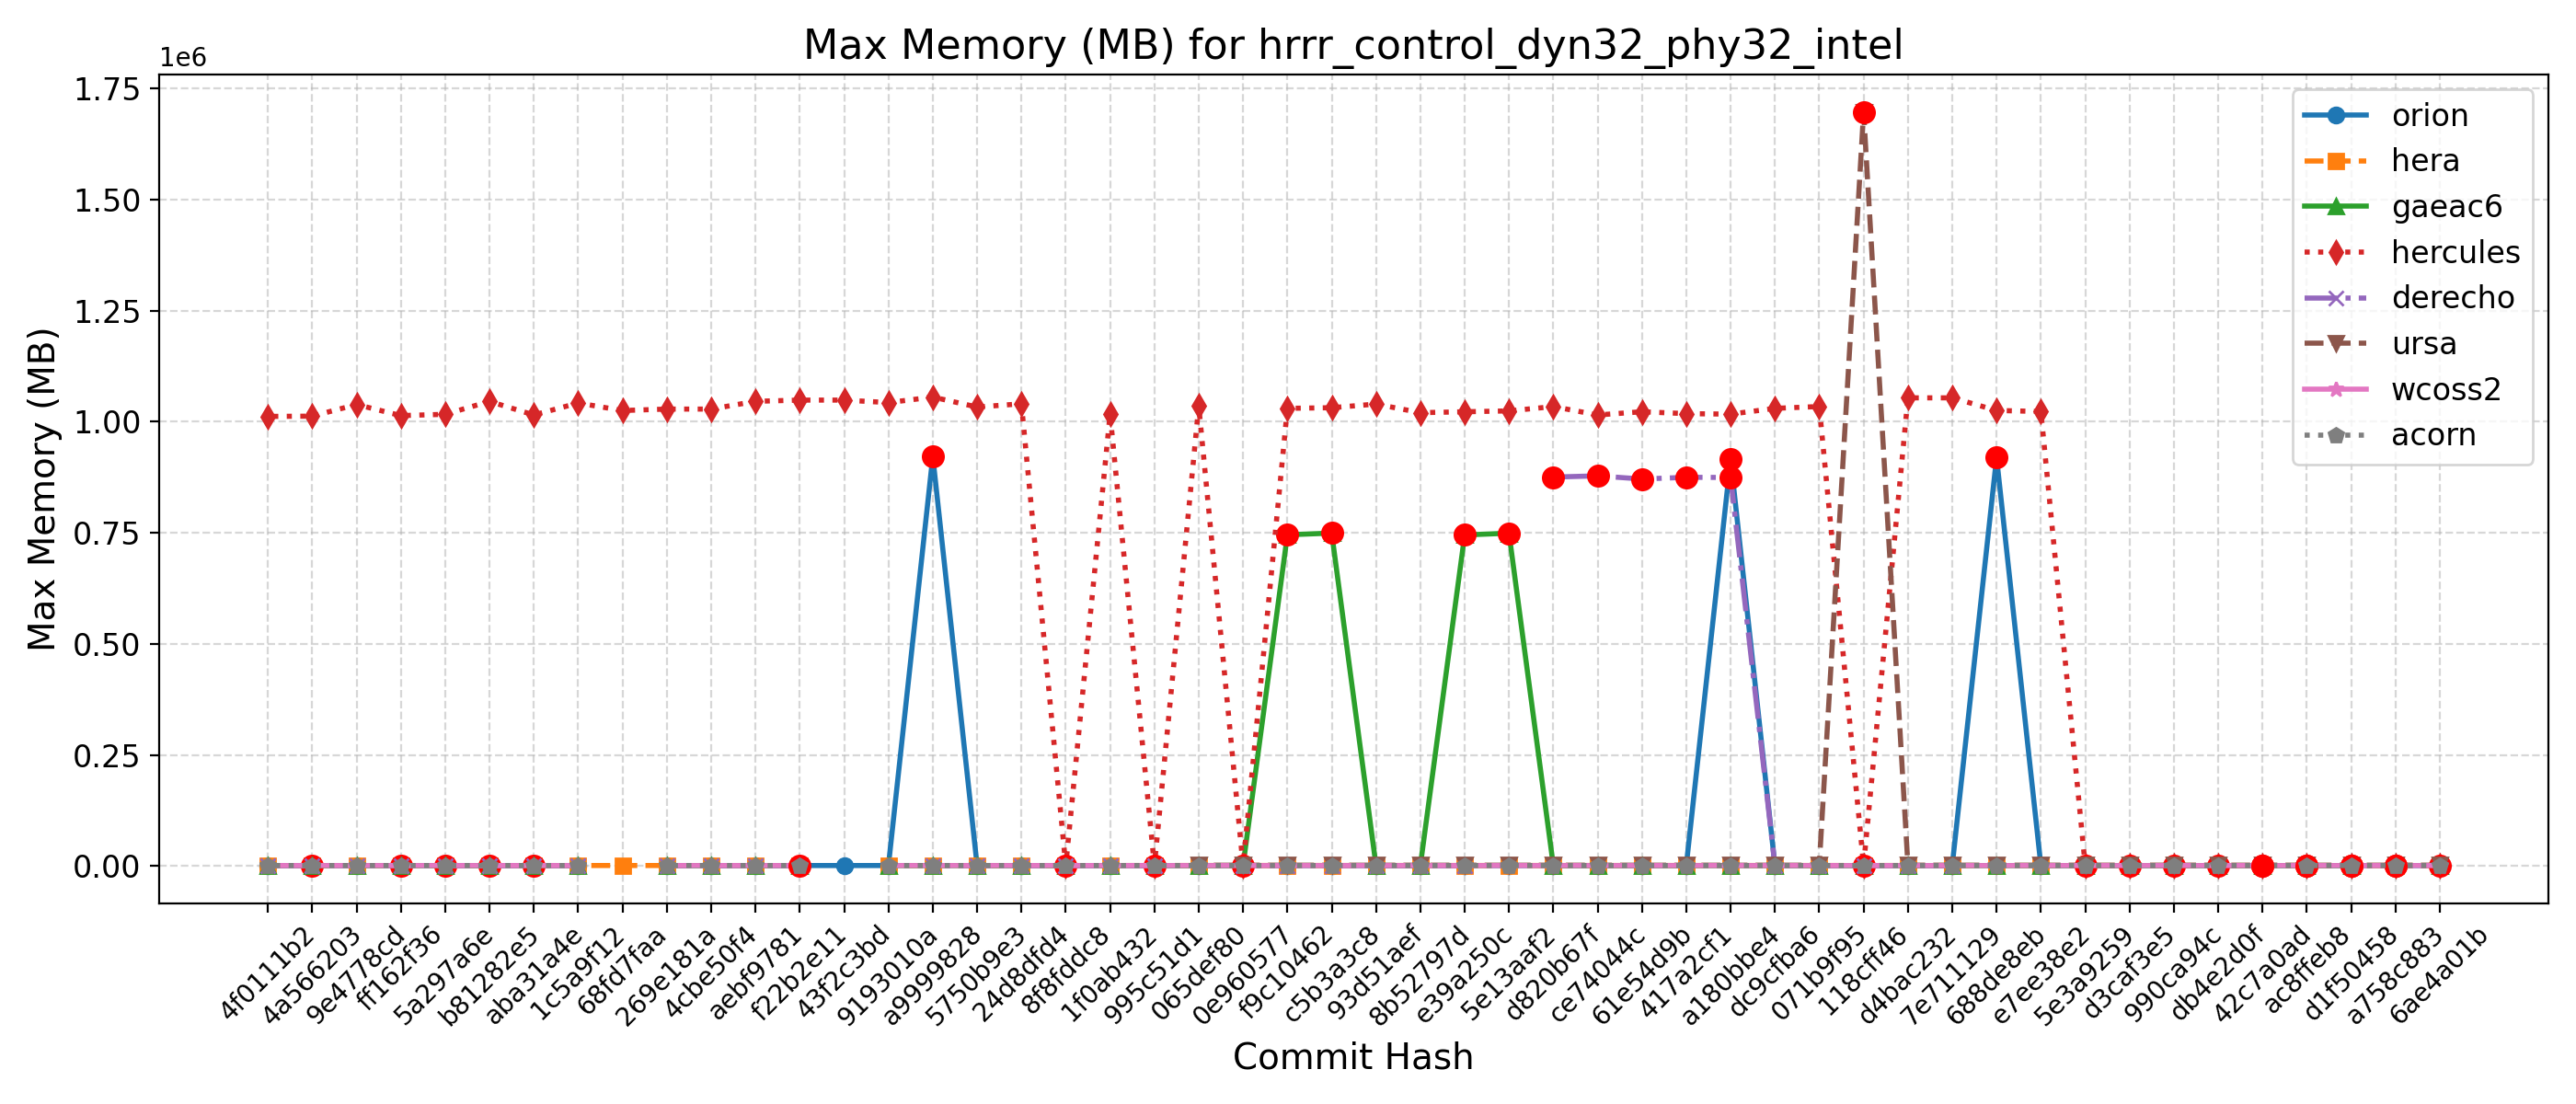 Max Memory (MB) for hrrr_control_dyn32_phy32_intel
1e6
1.75
1.50
1.25
1.00
0.75
0.50
0.25
0.00
Max Memory (MB)
orion
hera
gaeac6
hercules
derecho
ursa
wcoss2
acorn
4f0111b2
4a566203
9e4778cd
ff162f36
5a297a6e
b81282e5
aba31a4e
1c5a9f12
68fd7faa
269e181a
4cbe50f4
aebf9781
f22b2e11
43f2c3bd
9193010a
a9999828
5750b9e3
24d8dfd4
8f8fddc8
1f0ab432
995c51d1
065def80
0e960577
f9c10462
c5b3a3c8
93d51aef
8b52797d
e39a250c
5e13aaf2
d820b67f
ce74044c
61e54d9b
417a2cf1
a180bbe4
dc9cfba6
071b9f95
118cff46
d4bac232
7e711129
688de8eb
e7ee38e2
5e3a9259
d3caf3e5
990ca94c
db4e2d0f
42c7a0ad
ac8ffeb8
d1f50458
a758c883
6ae4a01b
Commit Hash